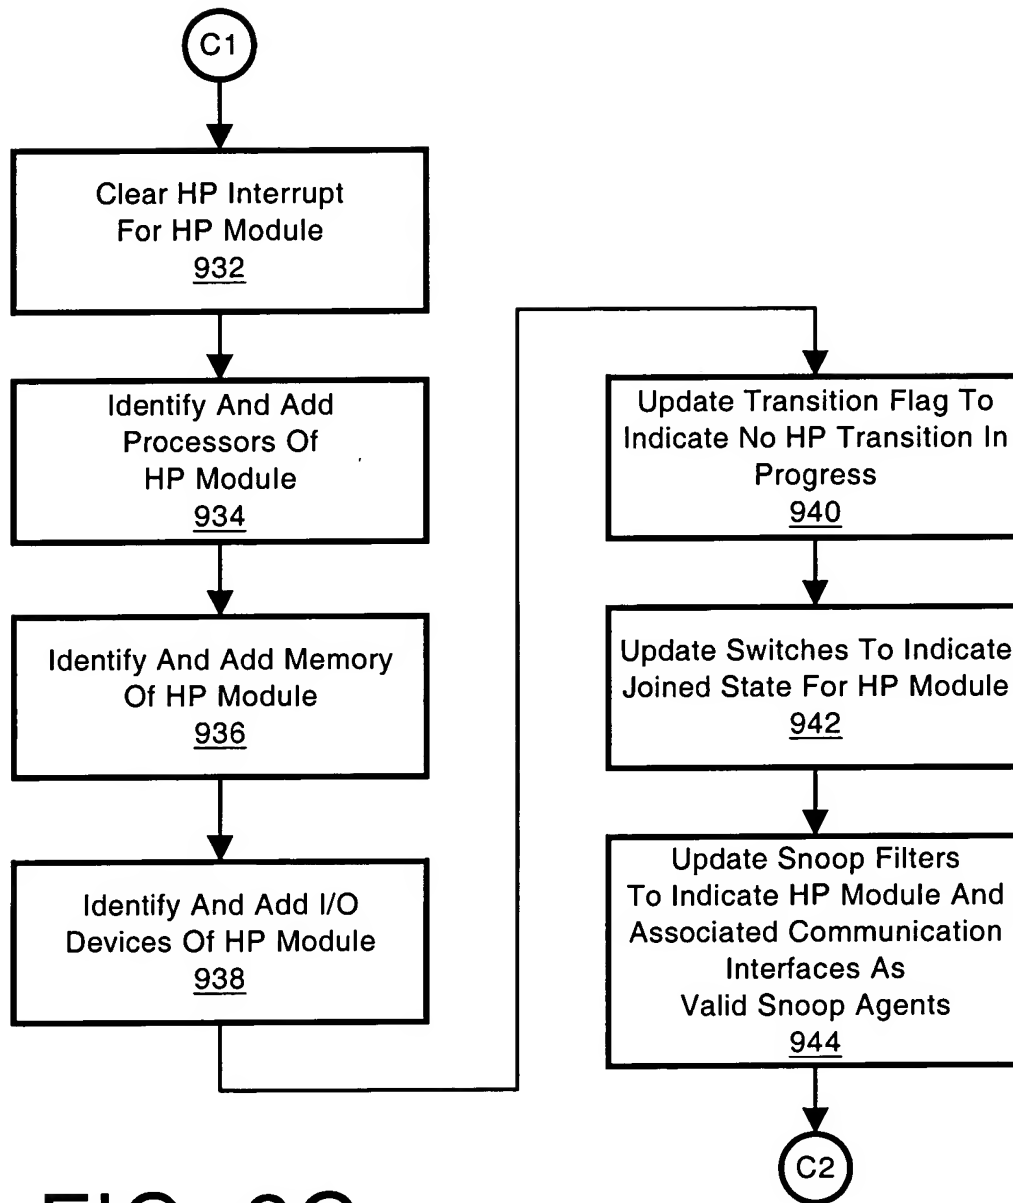 C1
Clear HP Interrupt
For HP Module
932
Identify And Add
Processors Of
HP Module
934
Identify And Add Memory
Of HP Module
936
Identify And Add I/O
Devices Of HP Module
938
Update Transition Flag To
Indicate No HP Transition In
Progress
940
Update Switches To Indicate
Joined State For HP Module
942
Update Snoop Filters
To Indicate HP Module And
Associated Communication
Interfaces As
Valid Snoop Agents
944
C2